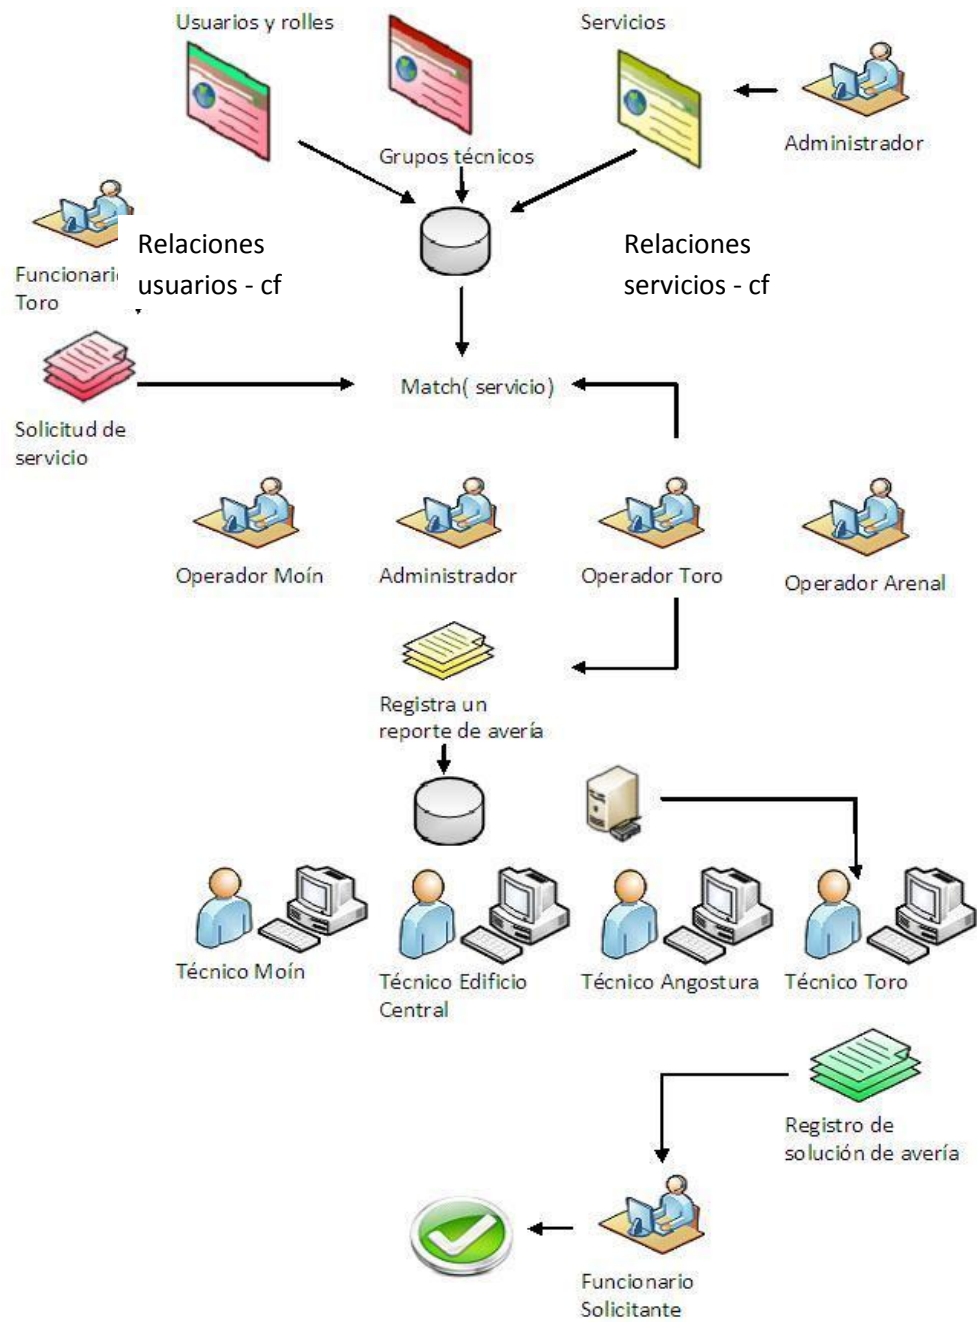 Usuarios y rolles
Servicios
Grupos técnicos
Administrador
Relaciones
usuarios - cf
Relaciones
servicios - cf
Funcionari
Toro
Match( servicio)
Solicitud de
servicio
Operador Moín
Administrador
Operador Toro
Operador Arenal
Registra un
reporte de avería
Técnico Moín
Técnico Edificio
Central
Técnico Angostura
Técnico Toro
Registro de
solución de avería
Funcionario
Solicitante